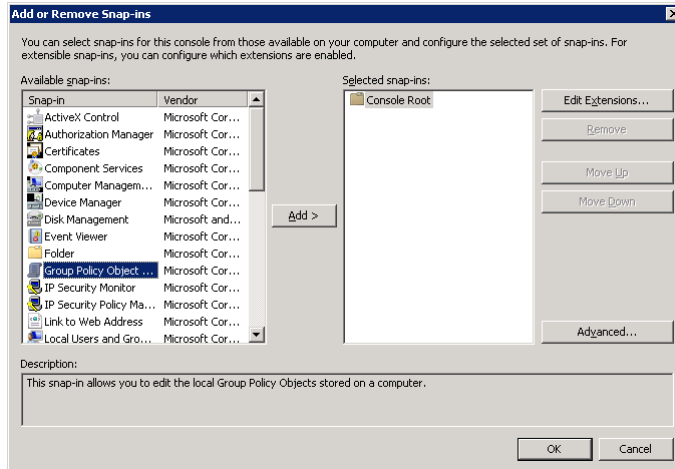 Add or Remove Snap-ins
You can select snap-ins for this console from those available on your computer and configure the selected set of snap-ins. For
extensible snap-ins, you can configure which extensions are enabled.
Available snap-ins:
Snap-in Vendor
ActiveX Control Microsoft Cor...
Authorization Manager Microsoft Cor...
Certificates Microsoft Cor...
Component Services Microsoft Cor...
Computer Managem... Microsoft Cor...
Device Manager Microsoft Cor...
Disk Management Microsoft and...
Event Viewer Microsoft Cor...
Folder Microsoft Cor...
Group Policy Object ... Microsoft Cor...
IP Security Monitor Microsoft Cor...
IP Security Policy Ma... Microsoft Cor...
Link to Web Address Microsoft Cor...
Local Users and Gro... Microsoft Cor...
Add >
Selected snap-ins:
Console Root
Edit Extensions...
Remove
Move Up
Move Down
Advanced...
Description:
This snap-in allows you to edit the local Group Policy Objects stored on a computer.
OK Cancel